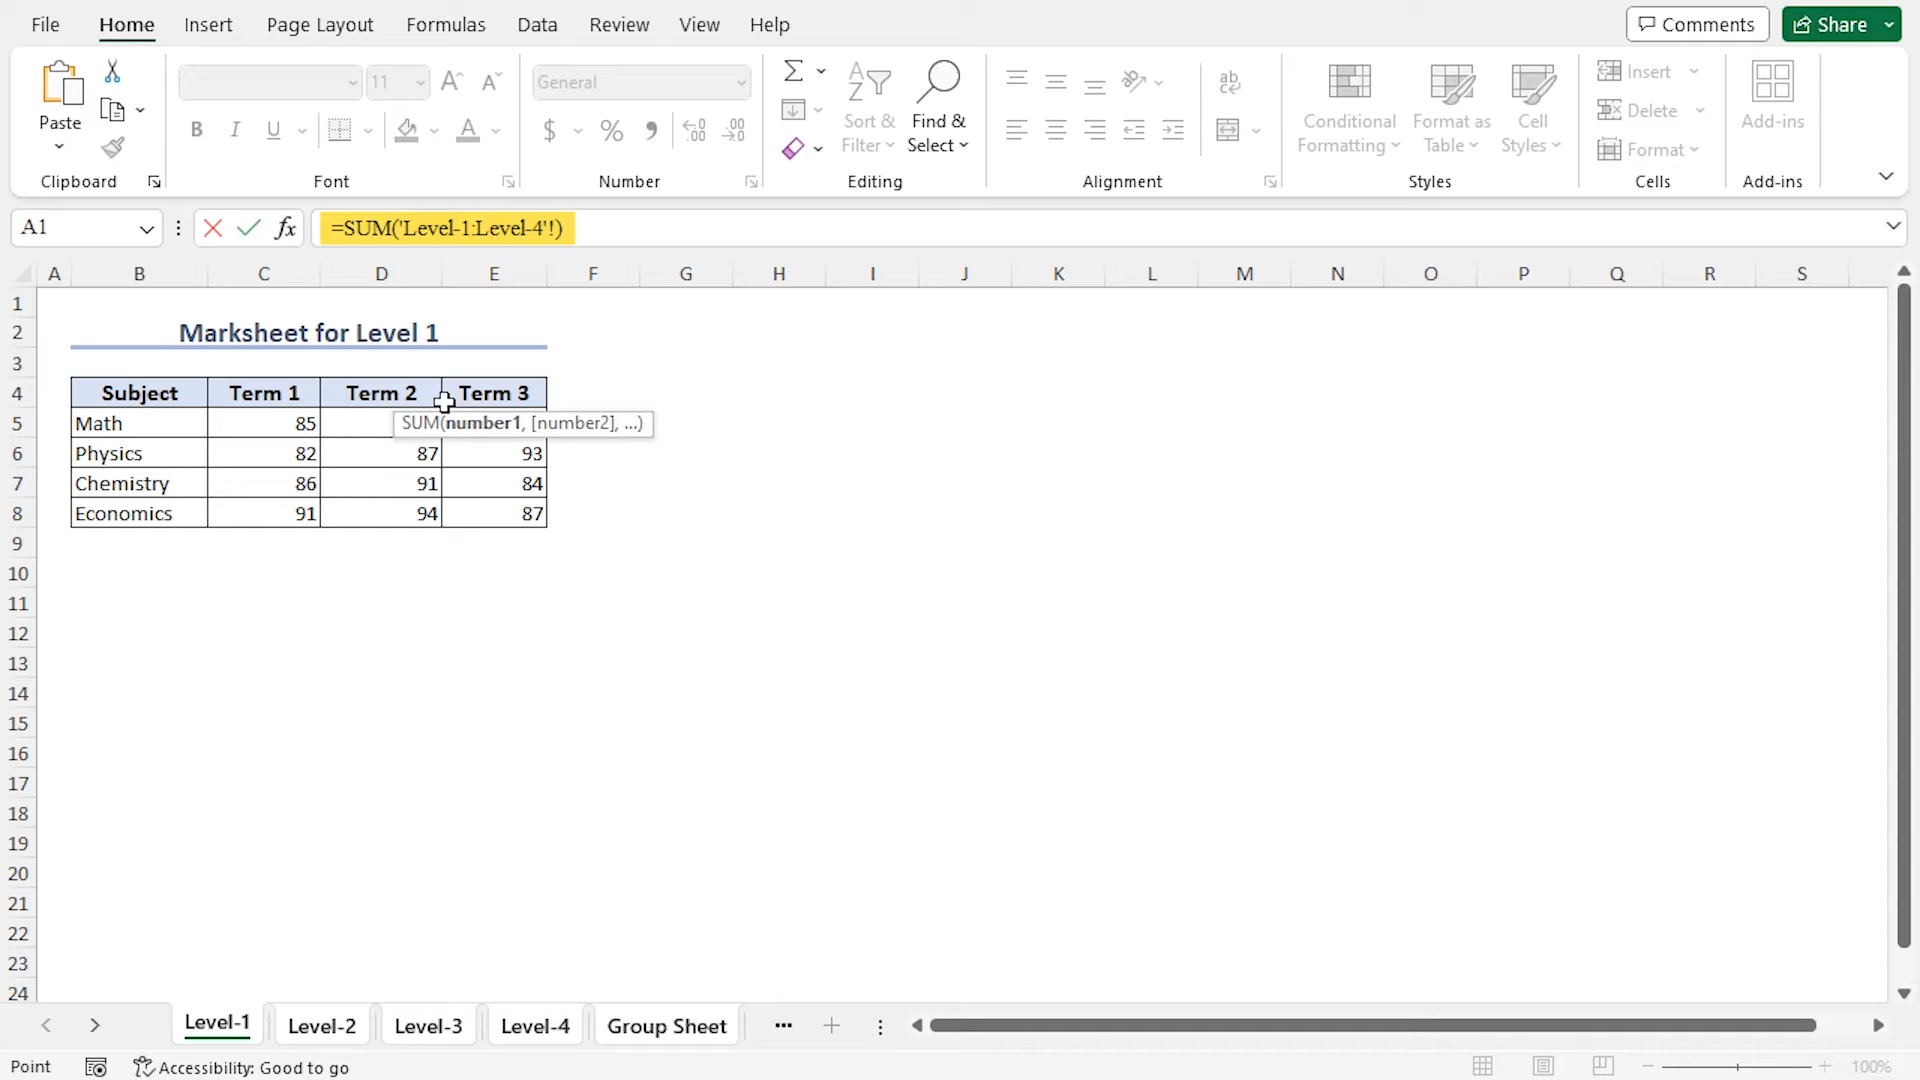 File Home Insert Page Layout Formulas Data Review View Help Comments Share
Paste
Clipboard
11
B I U
Font
General
$ % ,
Number
Sort & Filter
Find & Select
Editing
ab
Alignment
Conditional Formatting
Format as Table
Cell Styles
Styles
Insert
Delete
Format
Cells
Add-ins
Add-ins
A1 fx =SUM('Level-1:Level-4'!)
A B C D E F G H I J K L M N O P Q R S
1
2 Marksheet for Level 1
3
4 Subject Term 1 Term 2 Term 3
5 Math 85 SUM(number1, [number2], ...)
6 Physics 82 87 93
7 Chemistry 86 91 84
8 Economics 91 94 87
9
10
11
12
13
14
15
16
17
18
19
20
21
22
23
24
Level-1 Level-2 Level-3 Level-4 Group Sheet ...
Point Accessibility: Good to go 100%